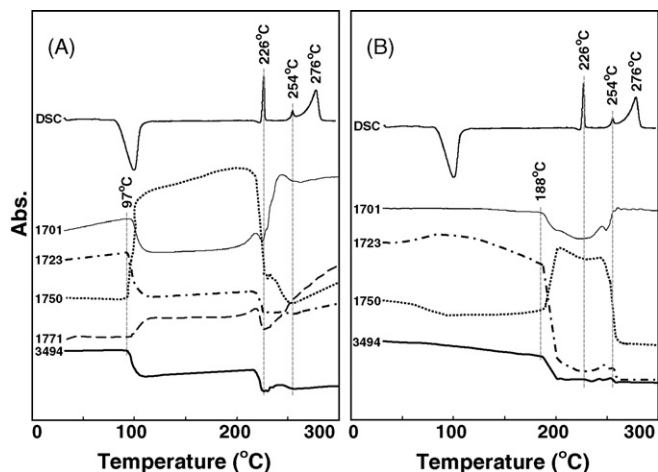 (A)
226°C
254°C
276°C
DSC
97°C
1701
1723
1750
1771
3494
Abs.
0 100 200 300
Temperature (°C)
(B)
226°C
254°C
276°C
DSC
188°C
1701
1723
1750
3494
0 100 200 300
Temperature (°C)